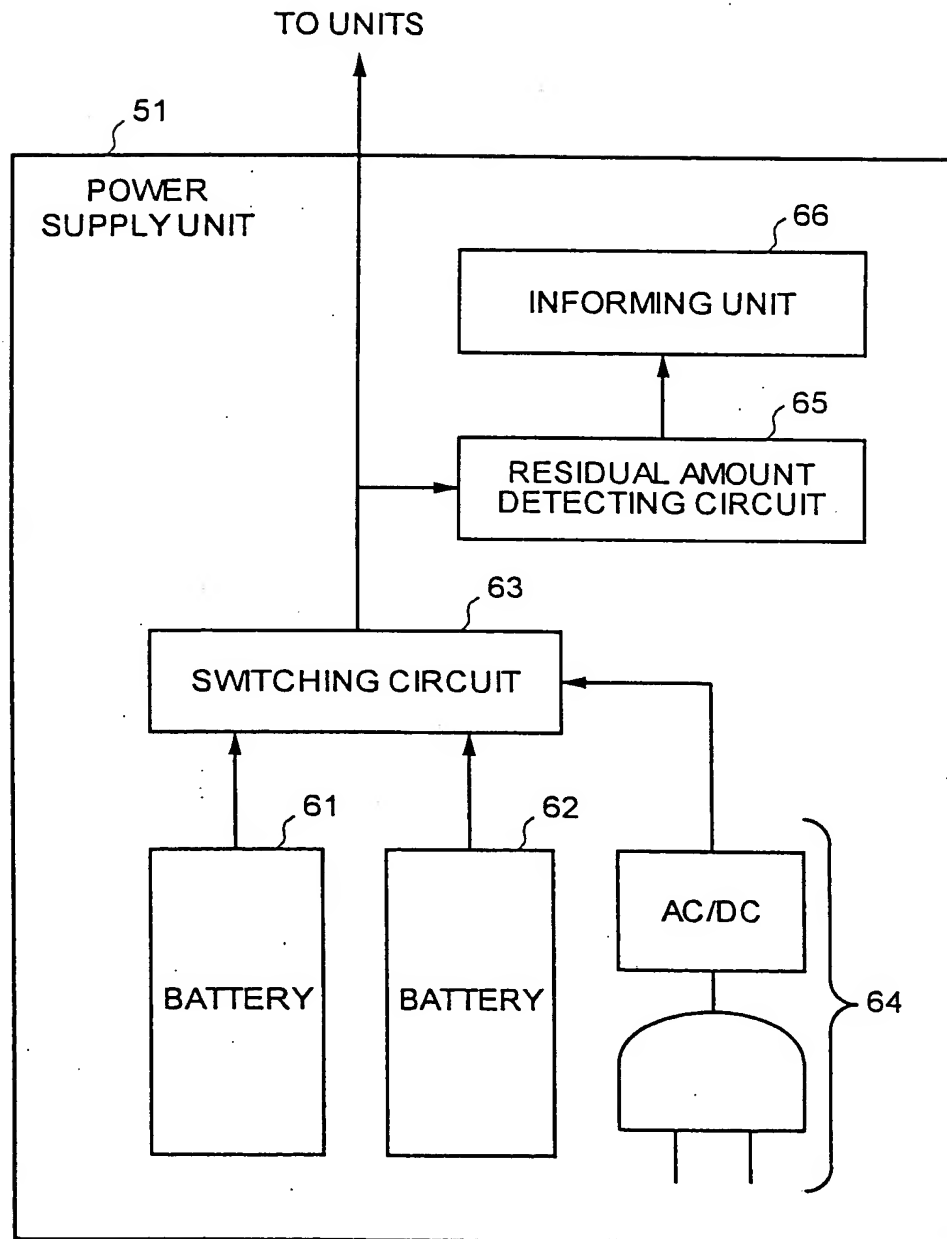 TO UNITS
51
POWER
SUPPLY UNIT
66
INFORMING UNIT
65
RESIDUAL AMOUNT
DETECTING CIRCUIT
63
SWITCHING CIRCUIT
61
62
BATTERY
BATTERY
AC/DC
64